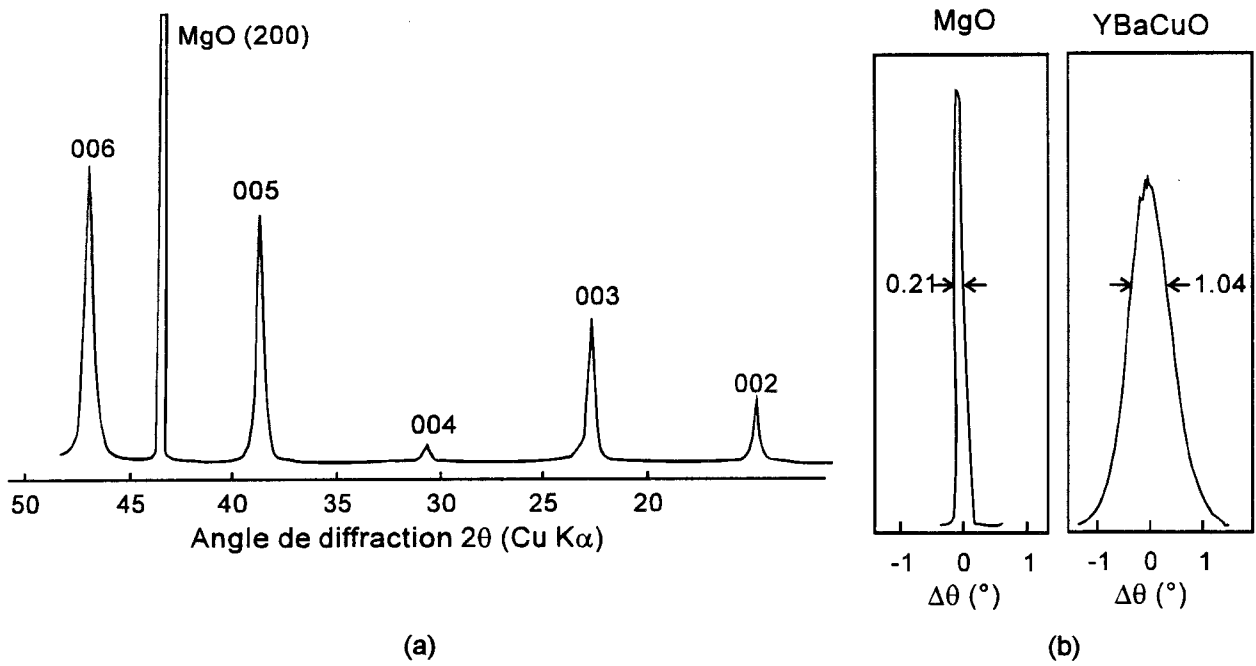 MgO (200)
006
005
004
003
002
50 45 40 35 30 25 20
Angle de diffraction 2θ (Cu Kα)
(a)
MgO
0.21
-1 0 1
Δθ (°)
YBaCuO
1.04
-1 0 1
Δθ (°)
(b)